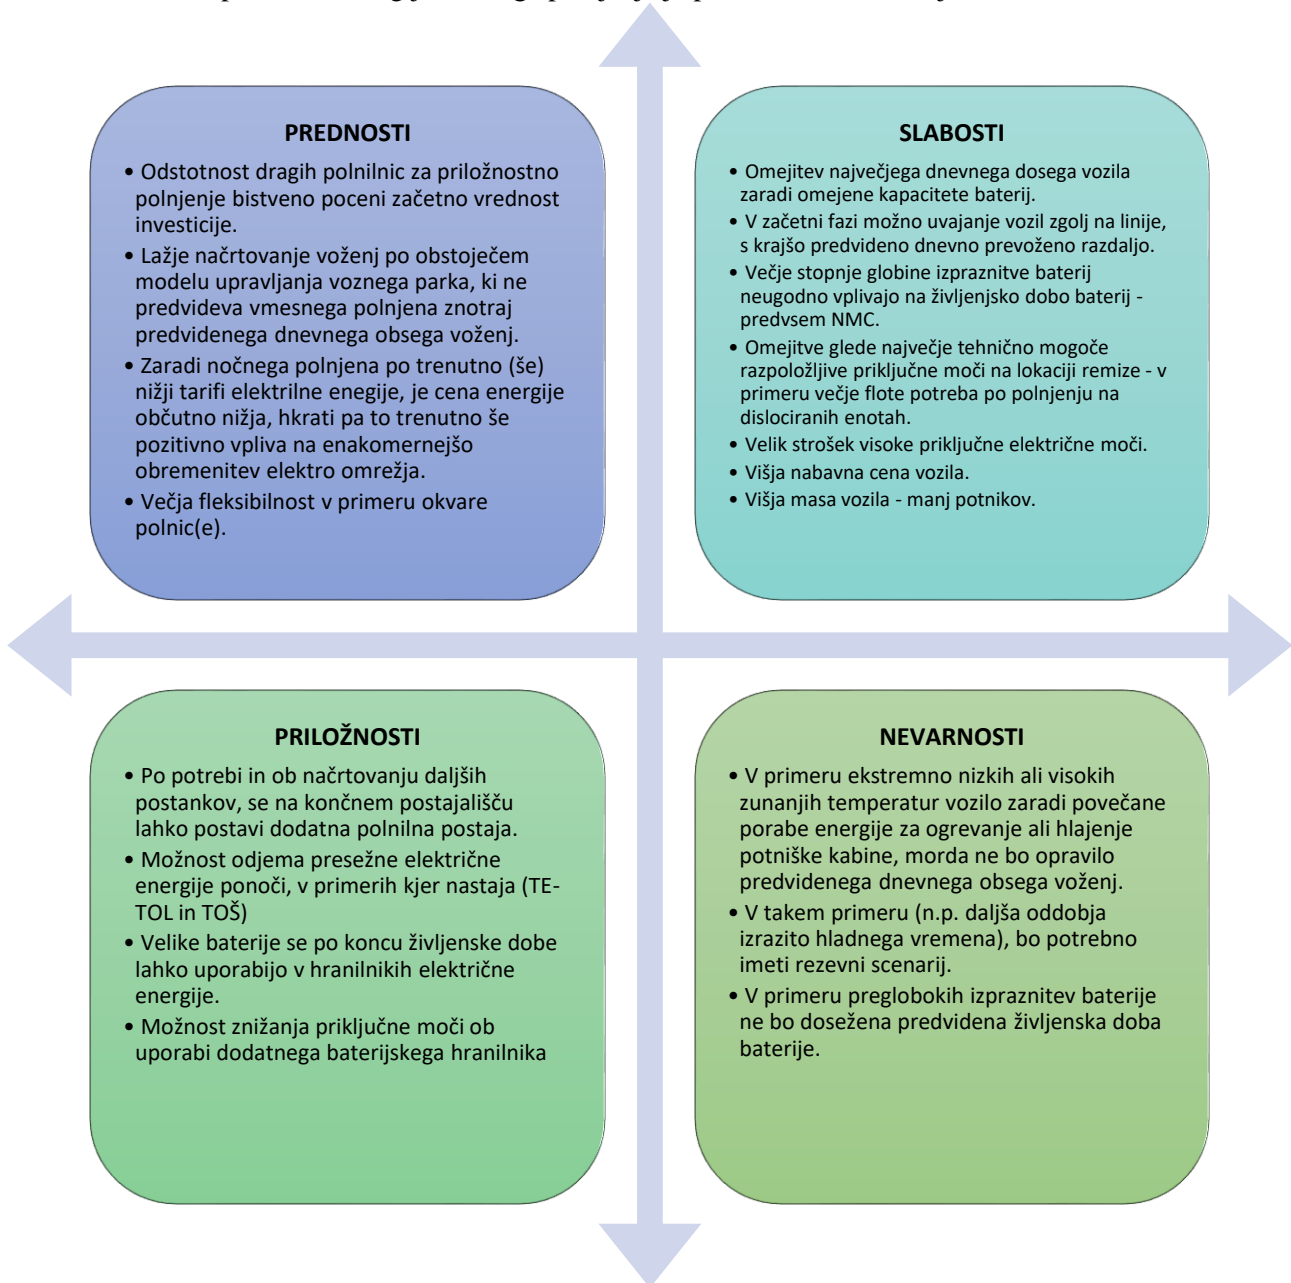 PREDNOSTI
• Odstotnost dragih polnilnic za priložnostno
polnjenje bistveno poceni začetno vrednost
investicije.
• Lažje načrtovanje voženj po obstoječem
modelu upravljanja voznega parka, ki ne
predvideva vmesnega polnjena znotraj
predvidenega dnevnega obsega voženj.
• Zaradi nočnega polnjena po trenutno (še)
nižji tarifi elektrilne enegije, je cena energije
občutno nižja, hkrati pa to trenutno še
pozitivno vpliva na enakomernejšo
obremenitev elektro omrežja.
• Večja fleksibilnost v primeru okvare
polnic(e).
SLABOSTI
• Omejitev največjega dnevnega dosega vozila
zaradi omejene kapacitete baterij.
• V začetni fazi možno uvajanje vozil zgolj na linije,
s krajšo predvideno dnevno prevoženo razdaljo.
• Večje stopnje globine izpraznitve baterij
neugodno vplivajo na življenjsko dobo baterij -
predvsem NMC.
• Omejitve glede največje tehnično mogoče
razpoložljive priključne moči na lokaciji remize - v
primeru večje flote potreba po polnjenju na
dislociranih enotah.
• Velik strošek visoke priključne električne moči.
• Višja nabavna cena vozila.
• Višja masa vozila - manj potnikov.
PRILOŽNOSTI
• Po potrebi in ob načrtovanju daljših
postankov, se na končnem postajališču
lahko postavi dodatna polnilna postaja.
• Možnost odjema presežne električne
energije ponoči, v primerih kjer nastaja (TE-
TOL in TOŠ)
• Velike baterije se po koncu življenske dobe
lahko uporabijo v hranilnikih električne
energije.
• Možnost znižanja priključne moči ob
uporabi dodatnega baterijskega hranilnika
NEVARNOSTI
• V primeru ekstremno nizkih ali visokih
zunanjih temperatur vozilo zaradi povečane
porabe energije za ogrevanje ali hlajenje
potniške kabine, morda ne bo opravilo
predvidenega dnevnega obsega voženj.
• V takem primeru (n.p. daljša oddobja
izrazito hladnega vremena), bo potrebno
imeti rezevni scenarij.
• V primeru preglobokih izpraznitev baterije
ne bo dosežena predvidena življenska doba
baterije.